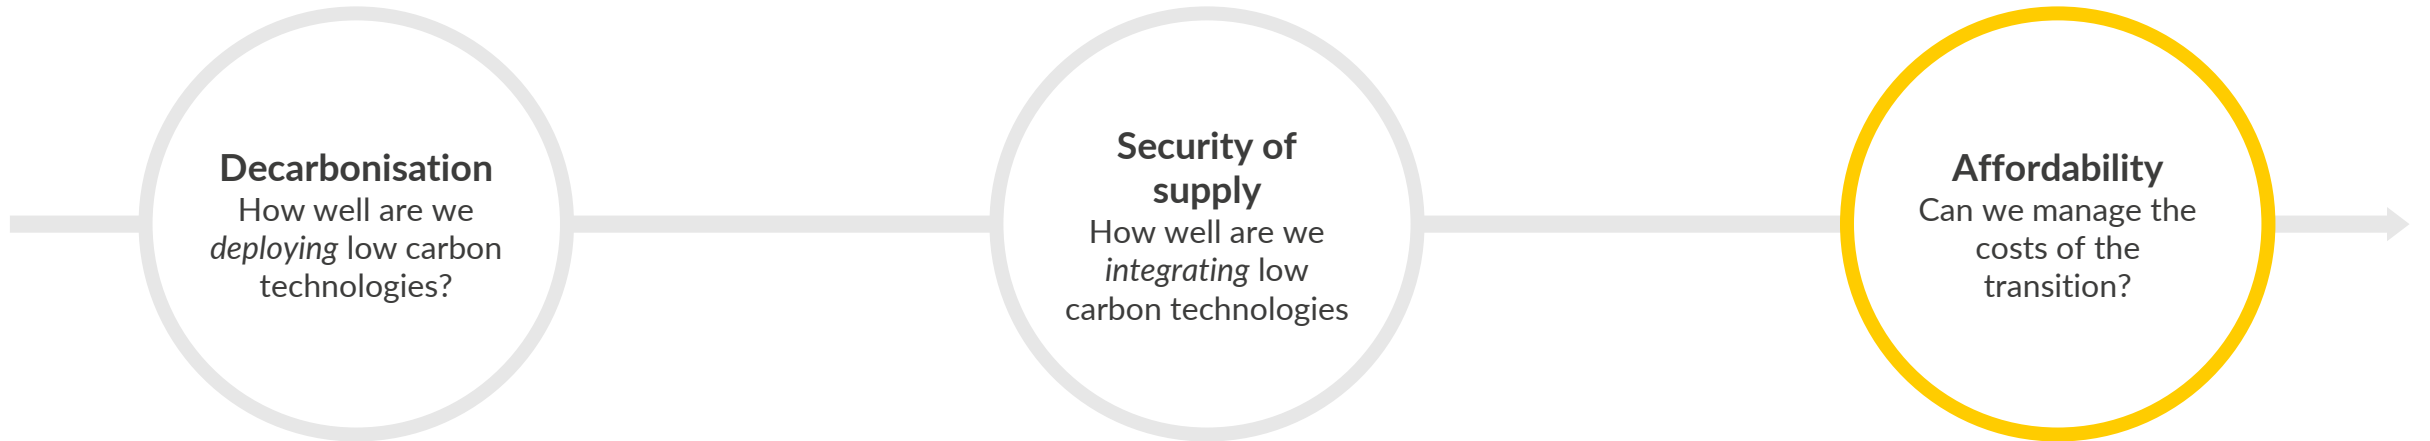 Decarbonisation
How well are we
deploying low carbon
technologies?
Security of
supply
How well are we
integrating low
carbon technologies
Affordability
Can we manage the
costs of the
transition?